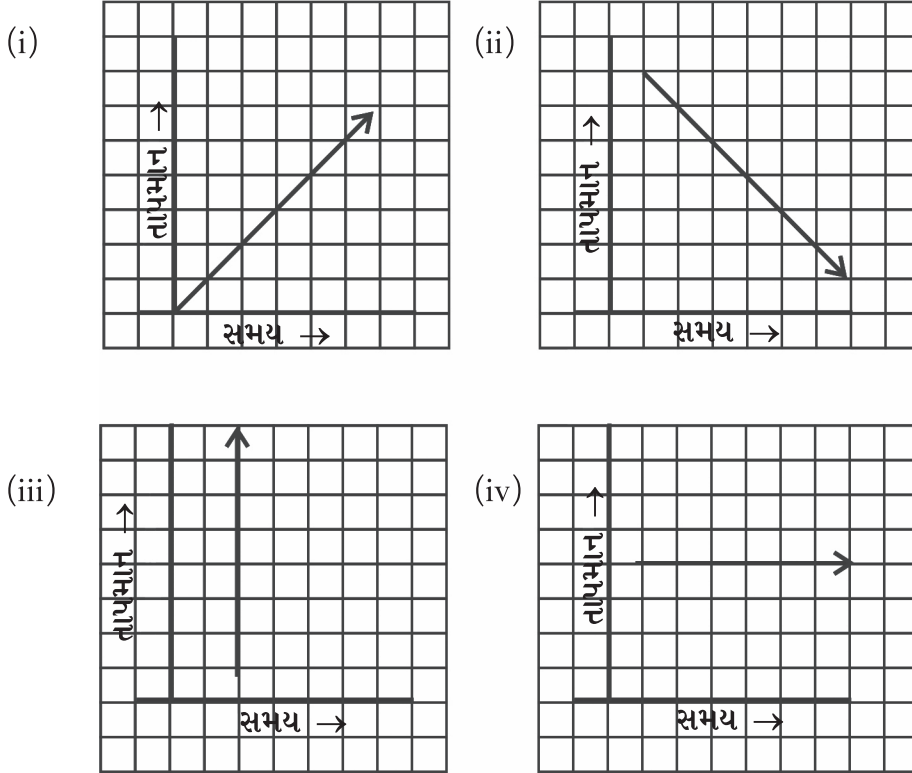 (i)
તાપમાન →
સમય →
(ii)
તાપમાન →
સમય →
(iii)
તાપમાન →
સમય →
(iv)
તાપમાન →
સમય →